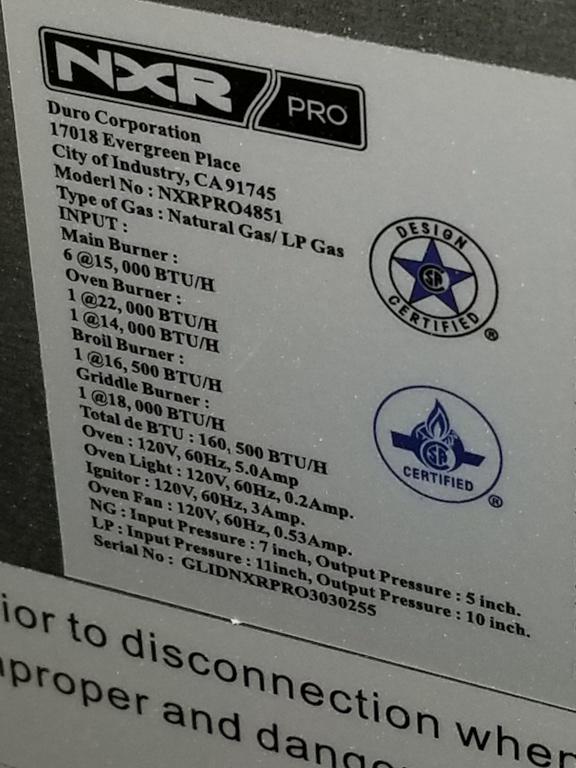 NXR PRO
Duro Corporation
17018 Evergreen Place
City of Industry, CA91745
Moderl No : NXRPRO4851
Type of Gas : Natural Gas/ LP Gas
INPUT :
Main Burner :
6 @15, 000 BTU/H
Oven Burner :
1 @22, 000 BTU/H
1 @14, 000 BTU/H
Broil Burner :
1 @16, 500 BTU/H
Griddle Burner :
1 @18, 000 BTU/H
Total de BTU : 160, 500 BTU/H
Oven : 120V, 60Hz, 5.0Amp
Oven Light : 120V, 60Hz, 0.2Amp.
Ignitor : 120V, 60Hz, 3Amp.
Oven Fan : 120V, 60Hz, 0.53Amp.
NG : Input Pressure : 7 inch, Output Pressure : 5 inch.
LP : Input Pressure : 11inch, Output Pressure : 10 inch.
Serial No : GLIDNXRPRO3030255
DESIGN
CSA
CERTIFIED
®
CSA
CERTIFIED
®
ior to disconnection when
proper and dange